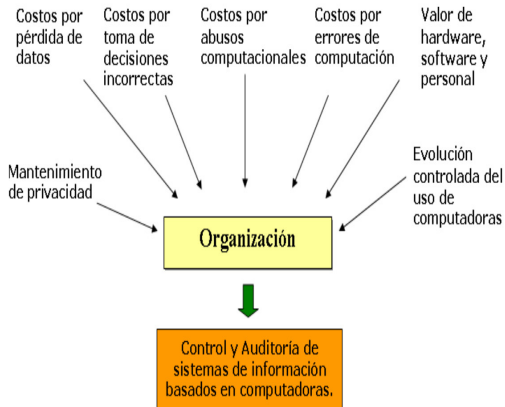 Costos por
pérdida de
datos
Costos por
toma de
decisiones
incorrectas
Costos por
abusos
computacionales
Costos por
errores de
computación
Valor de
hardware,
software y
personal
Mantenimiento
de privacidad
Evolución
controlada del
uso de
computadoras
Organización
Control y Auditoría de
sistemas de información
basados en computadoras.